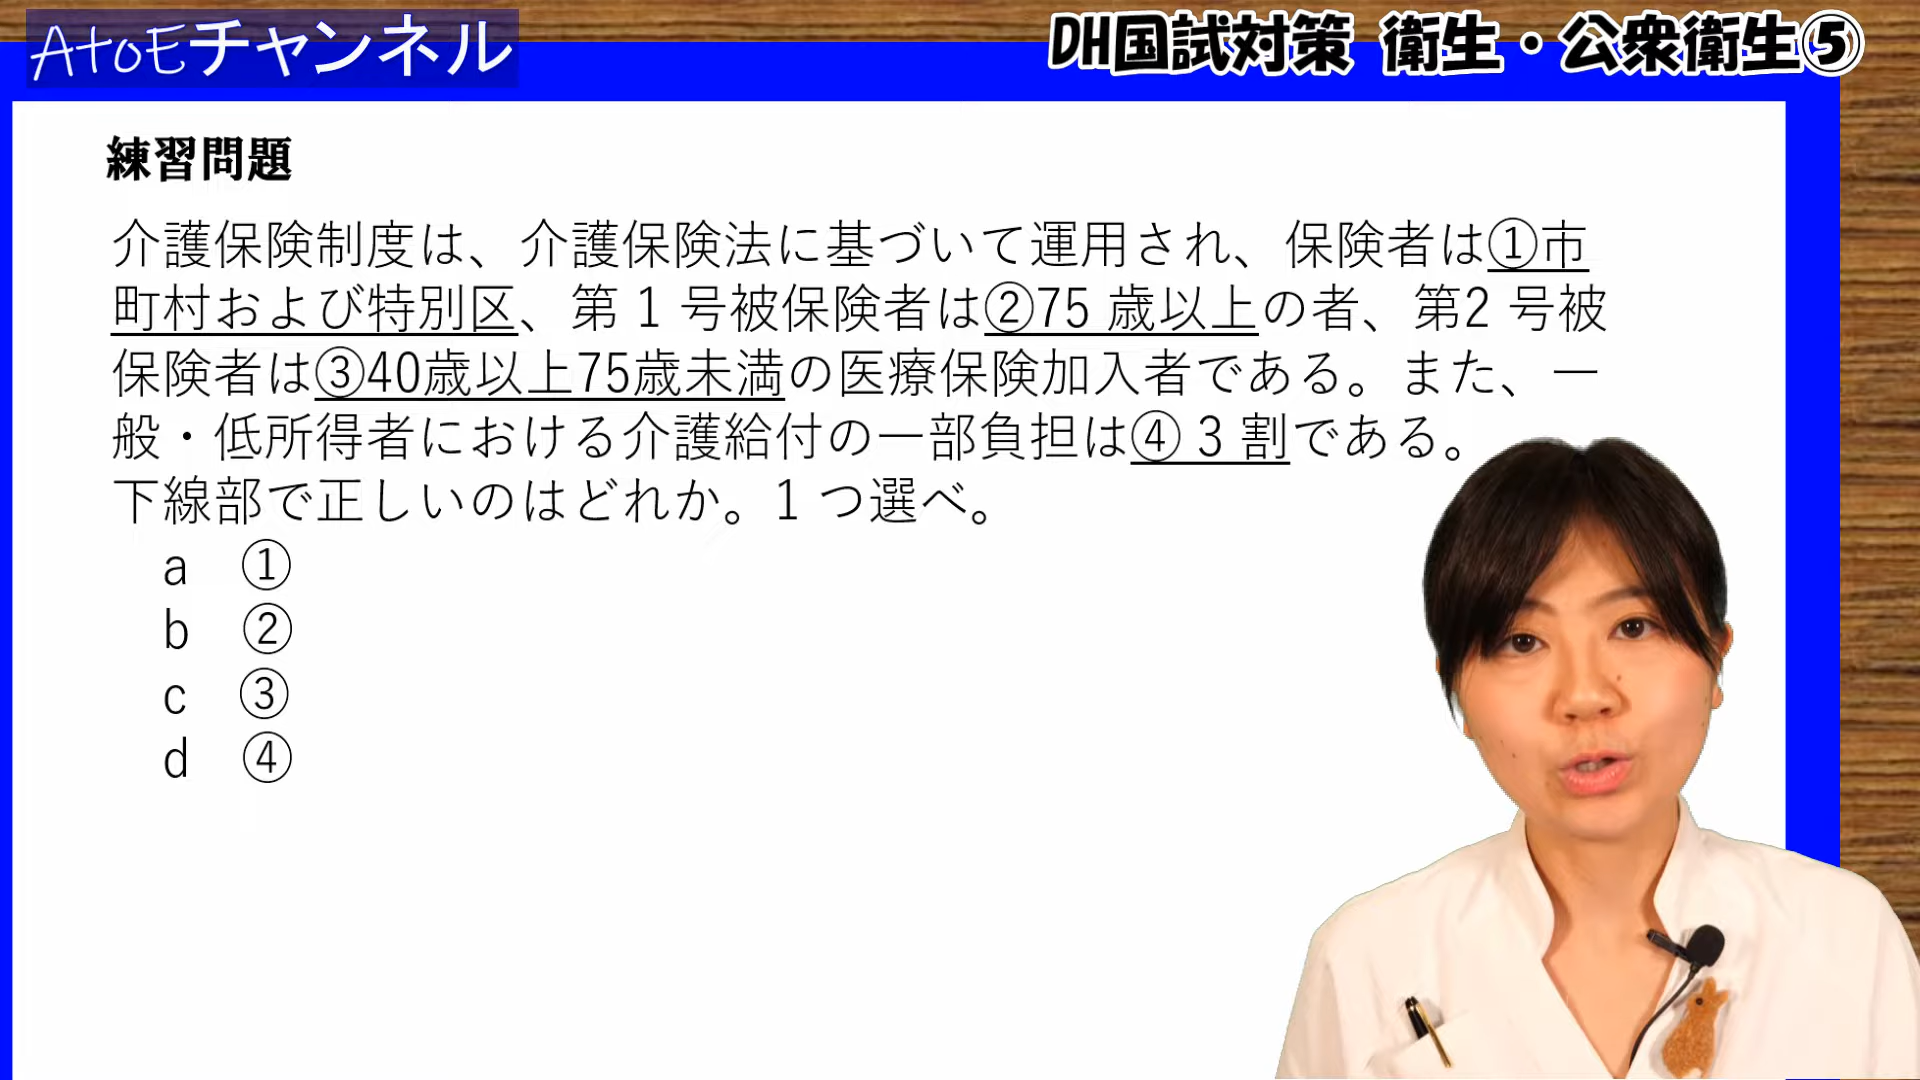 AtoEチャンネル
DH国試対策 衛生・公衆衛生⑤
練習問題
介護保険制度は、介護保険法に基づいて運用され、保険者は①市
町村および特別区、第 1 号被保険者は②75 歳以上の者、第2 号被
保険者は③40歳以上75歳未満の医療保険加入者である。また、一
般・低所得者における介護給付の一部負担は④ 3 割である。
下線部で正しいのはどれか。1 つ選べ。
a ①
b ②
c ③
d ④